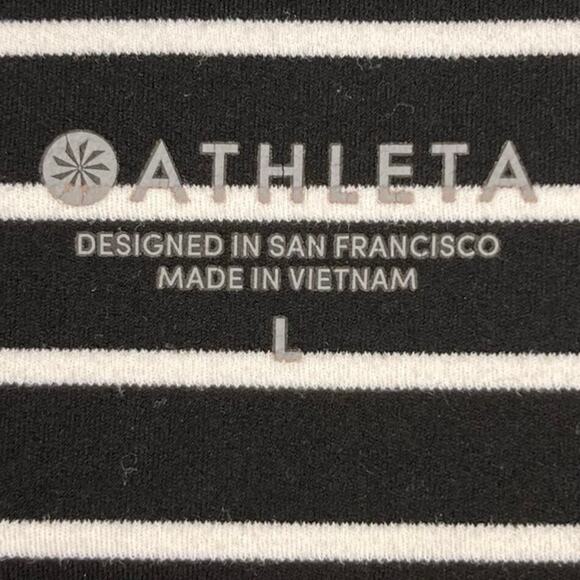 ATHLETA
DESIGNED IN SAN FRANCISCO
MADE IN VIETNAM
L